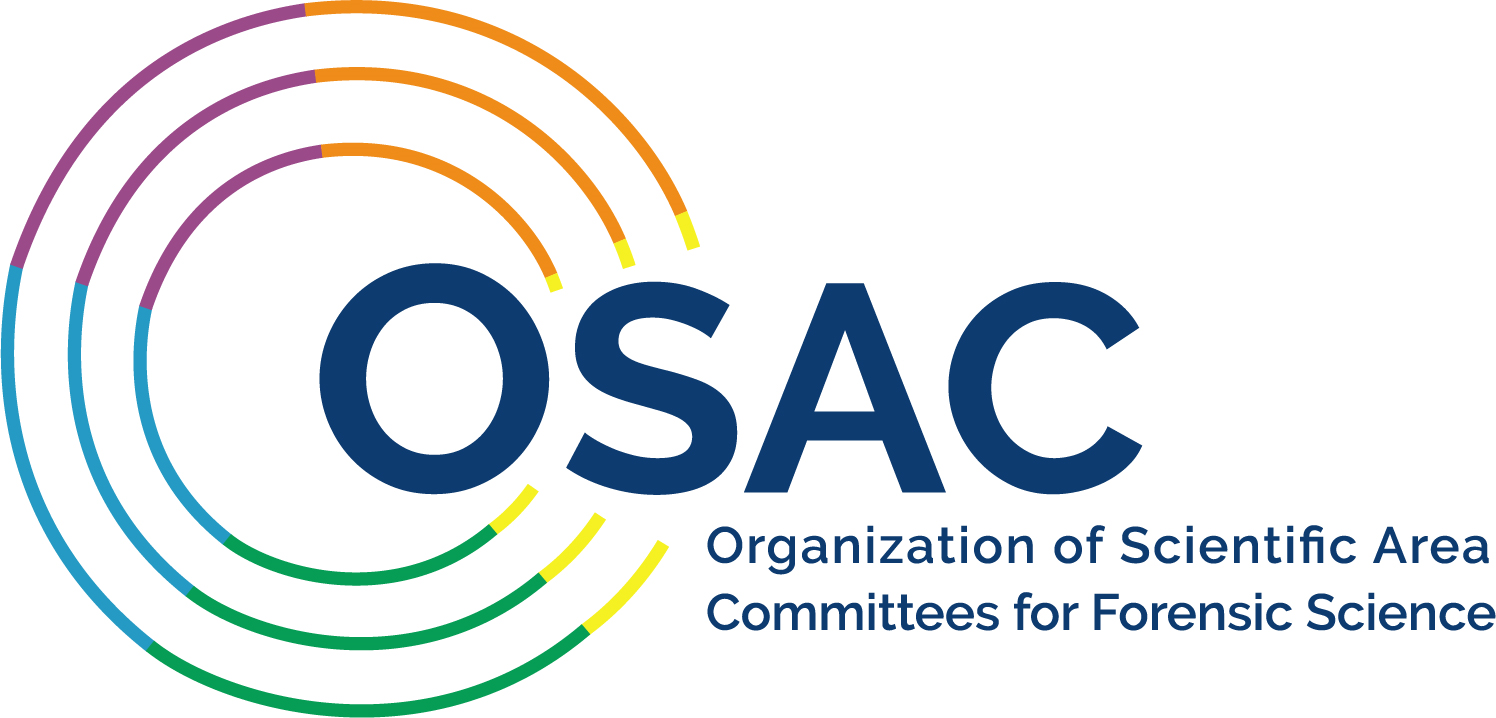 OSAC
Organization of Scientific Area
Committees for Forensic Science